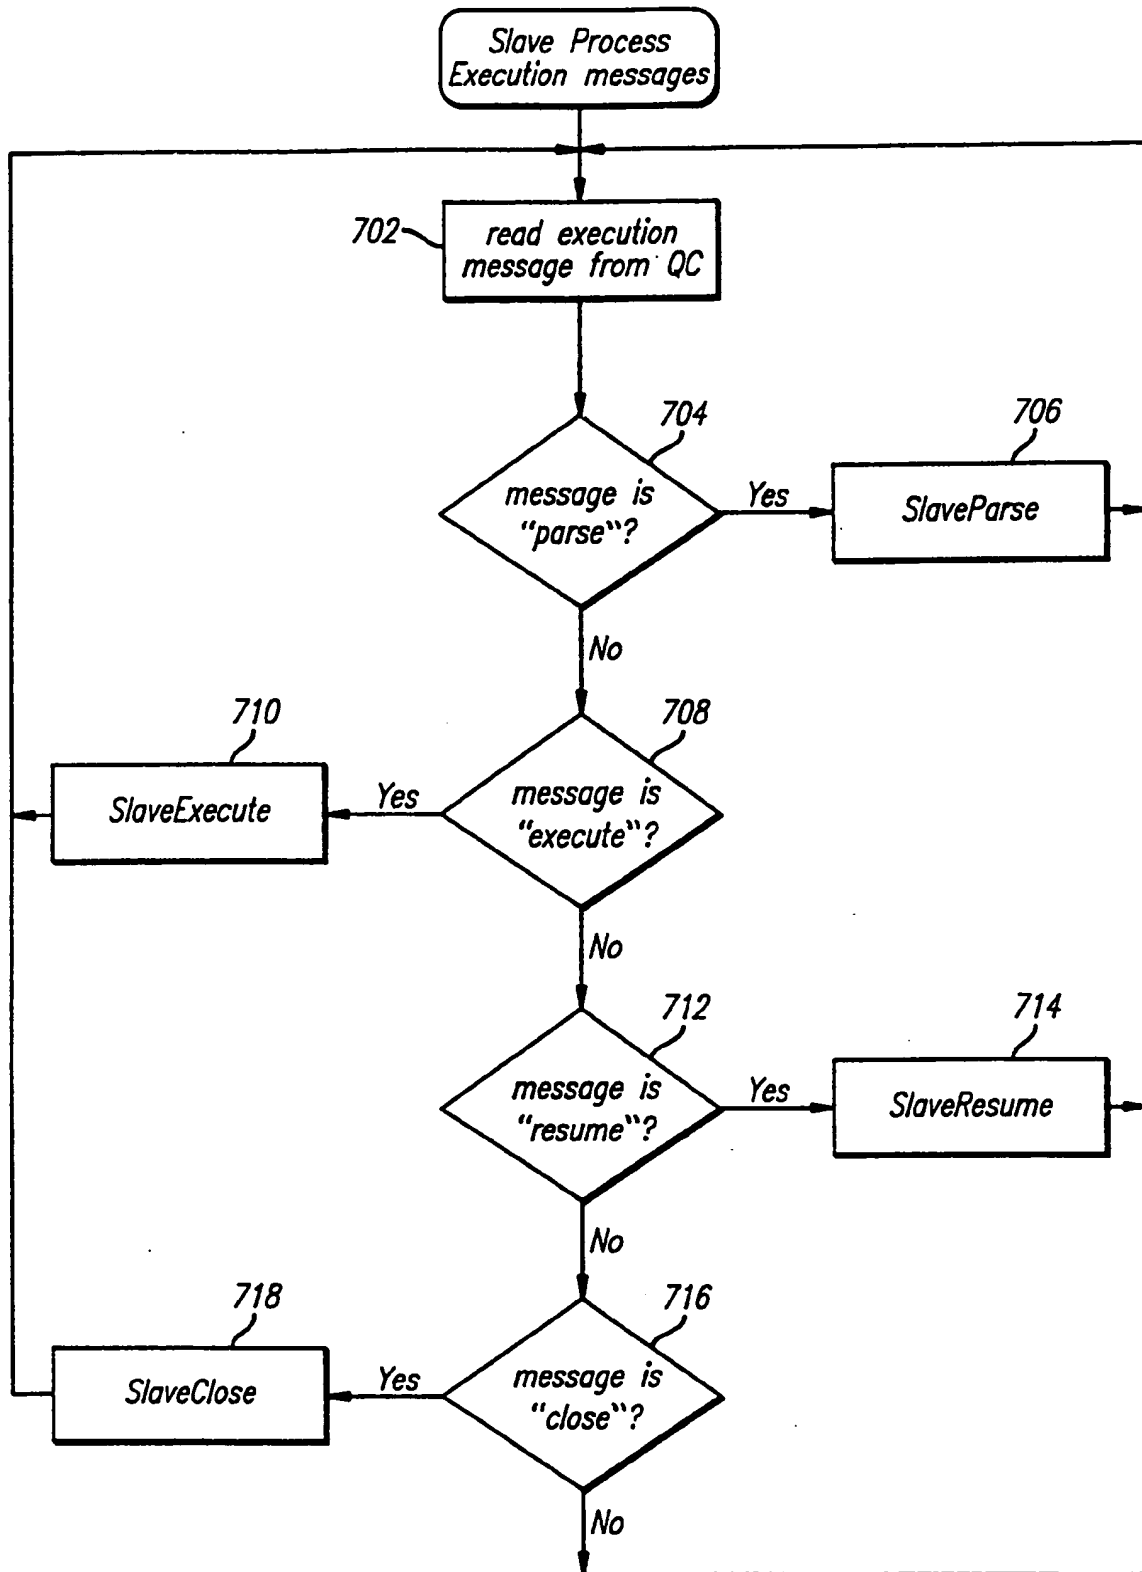 Slave Process
Execution messages
702
read execution
message from QC
704
message is
“parse“?
Yes
706
SlaveParse
No
710
SlaveExecute
Yes
708
message is
“execute“?
No
712
message is
“resume“?
Yes
714
SlaveResume
No
718
SlaveClose
Yes
716
message is
“close“?
No